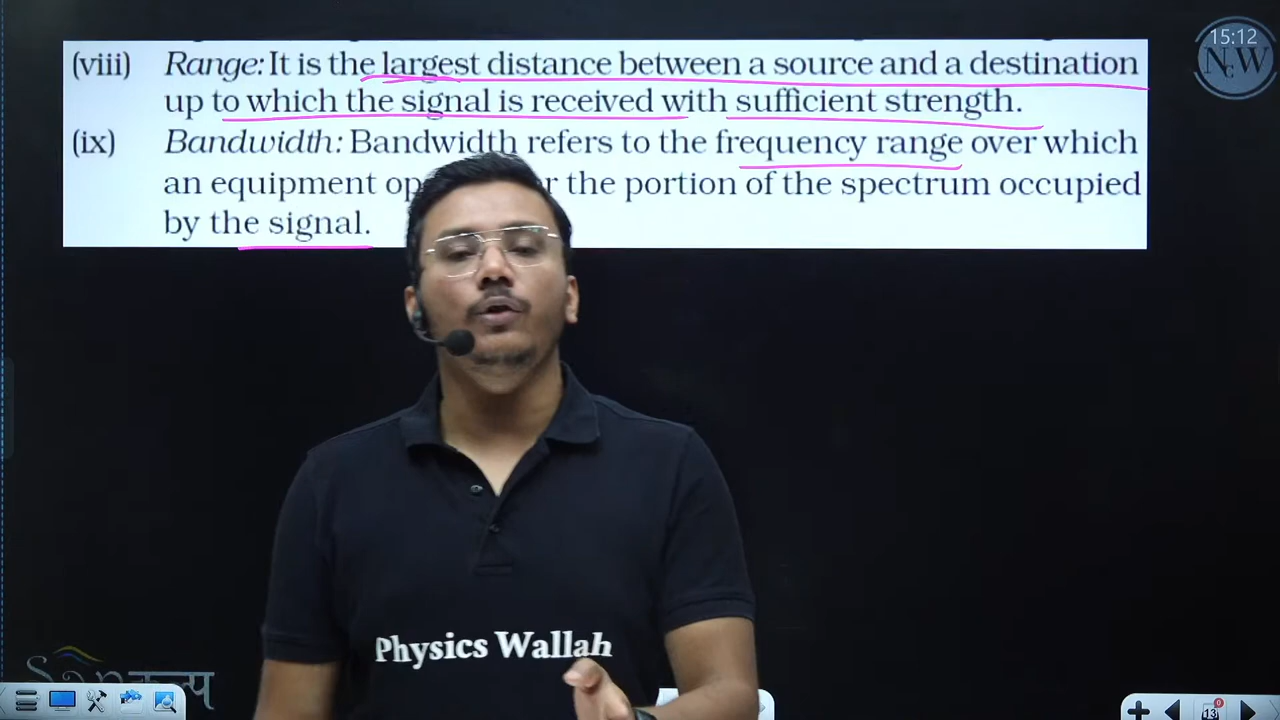 (viii) Range: It is the largest distance between a source and a destination
up to which the signal is received with sufficient strength.
(ix) Bandwidth: Bandwidth refers to the frequency range over which
an equipment op r the portion of the spectrum occupied
by the signal.
15:12
NcW
Physics Wallah
13